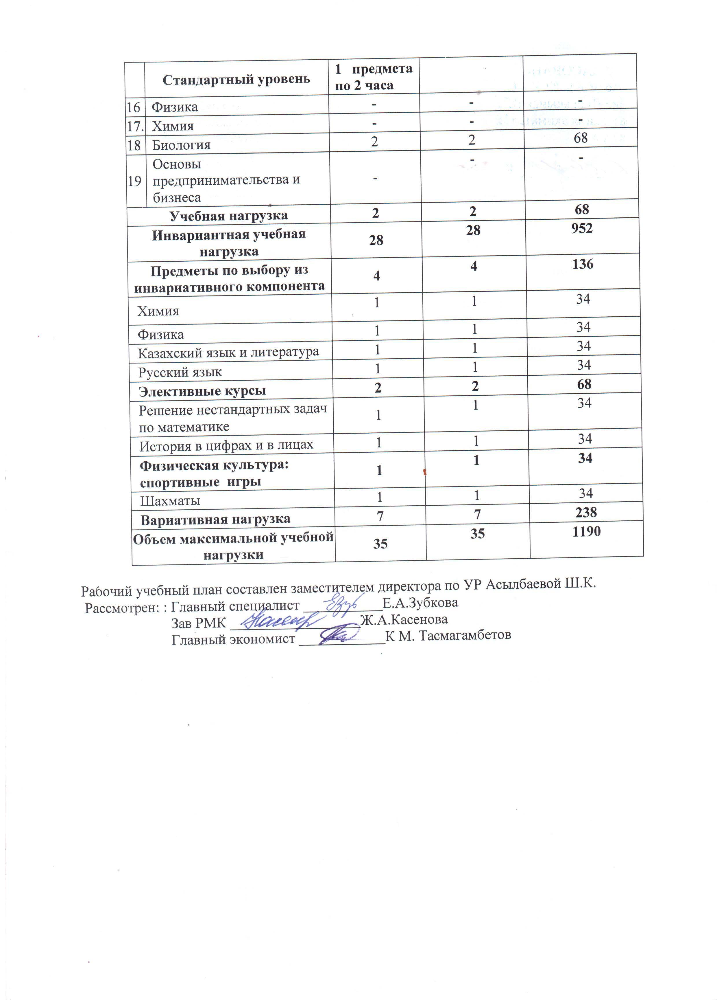 Стандартный уровень 1 предмета
по 2 часа
16 Физика - - -
17. Химия - - -
18 Биология 2 2 68
19 Основы
предпринимательства и
бизнеса - - -
Учебная нагрузка 2 2 68
Инвариантная учебная
нагрузка 28 28 952
Предметы по выбору из
инвариативного компонента 4 4 136
Химия 1 1 34
Физика 1 1 34
Казахский язык и литература 1 1 34
Русский язык 1 1 34
Элективные курсы 2 2 68
Решение нестандартных задач
по математике 1 1 34
История в цифрах и в лицах 1 1 34
Физическая культура:
спортивные игры 1 1 34
Шахматы 1 1 34
Вариативная нагрузка 7 7 238
Объем максимальной учебной
нагрузки 35 35 1190
Рабочий учебный план составлен заместителем директора по УР Асылбаевой Ш.К.
Рассмотрен: : Главный специалист ___________Е.А.Зубкова
Зав РМК __________________Ж.А.Касенова
Главный экономист ____________К М. Тасмагамбетов